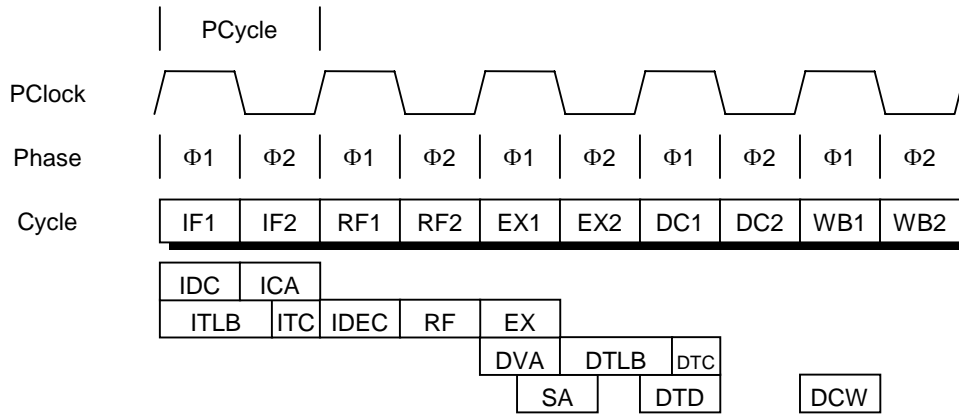 PCycle
PClock
Phase Φ1 Φ2 Φ1 Φ2 Φ1 Φ2 Φ1 Φ2 Φ1 Φ2
Cycle IF1 IF2 RF1 RF2 EX1 EX2 DC1 DC2 WB1 WB2
IDC ICA
ITLB ITC IDEC RF EX
DVA DTLB DTC
SA DTD DCW